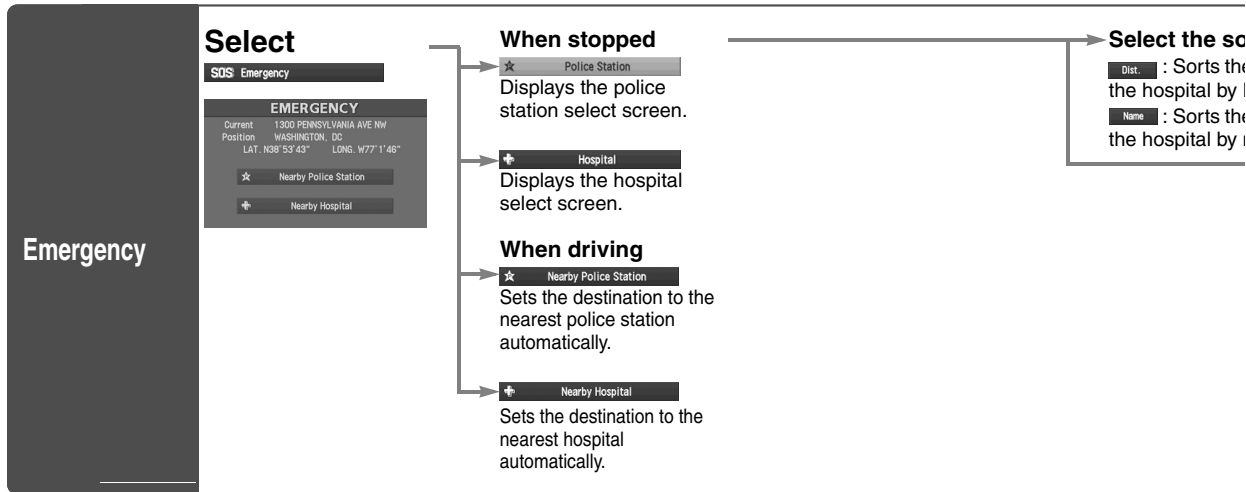 Emergency
Select
SOS Emergency
EMERGENCY
Current 1300 PENNSYLVANIA AVE NW
Position WASHINGTON, DC
LAT. N38°53'43" LONG. W77°1'46"
Nearby Police Station
Nearby Hospital
When stopped
Police Station
Displays the police
station select screen.
Hospital
Displays the hospital
select screen.
When driving
Nearby Police Station
Sets the destination to the
nearest police station
automatically.
Nearby Hospital
Sets the destination to the
nearest hospital
automatically.
Select the
Dist. : Sorts the
the hospital by
Name : Sorts the
the hospital by